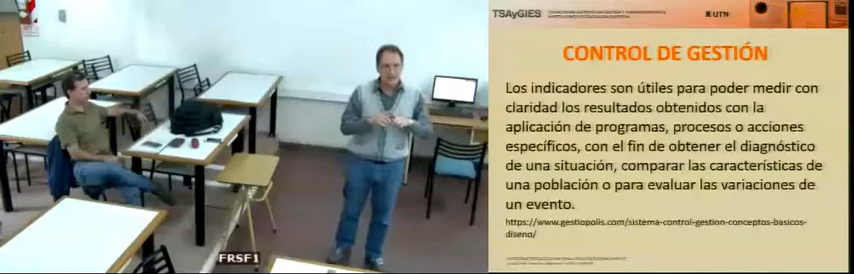 TSAyGIES
UTN
CONTROL DE GESTIÓN
Los indicadores son útiles para poder medir con
claridad los resultados obtenidos con la
aplicación de programas, procesos o acciones
específicos, con el fin de obtener el diagnóstico
de una situación, comparar las características de
una población o para evaluar las variaciones de
un evento.
https://www.gestiopolis.com/sistema-control-gestion-conceptos-basicos-
diseno/
FRSF1